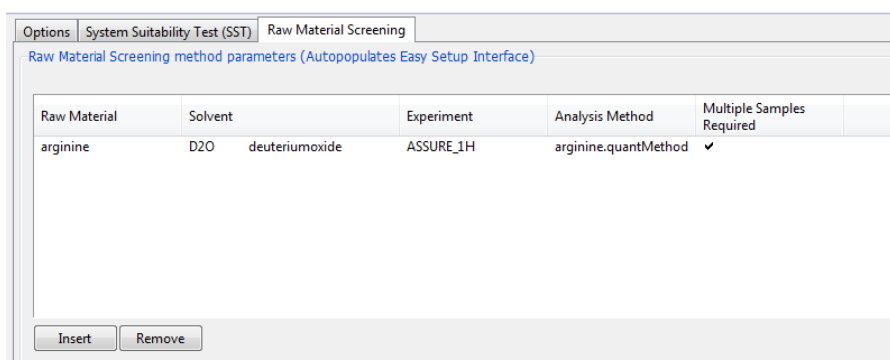 Options System Suitability Test (SST) Raw Material Screening
Raw Material Screening method parameters (Autopopulates Easy Setup Interface)
Raw Material Solvent Experiment Analysis Method Multiple Samples Required
arginine D2O deuteriumoxide ASSURE_1H arginine.quantMethod ✔
Insert Remove